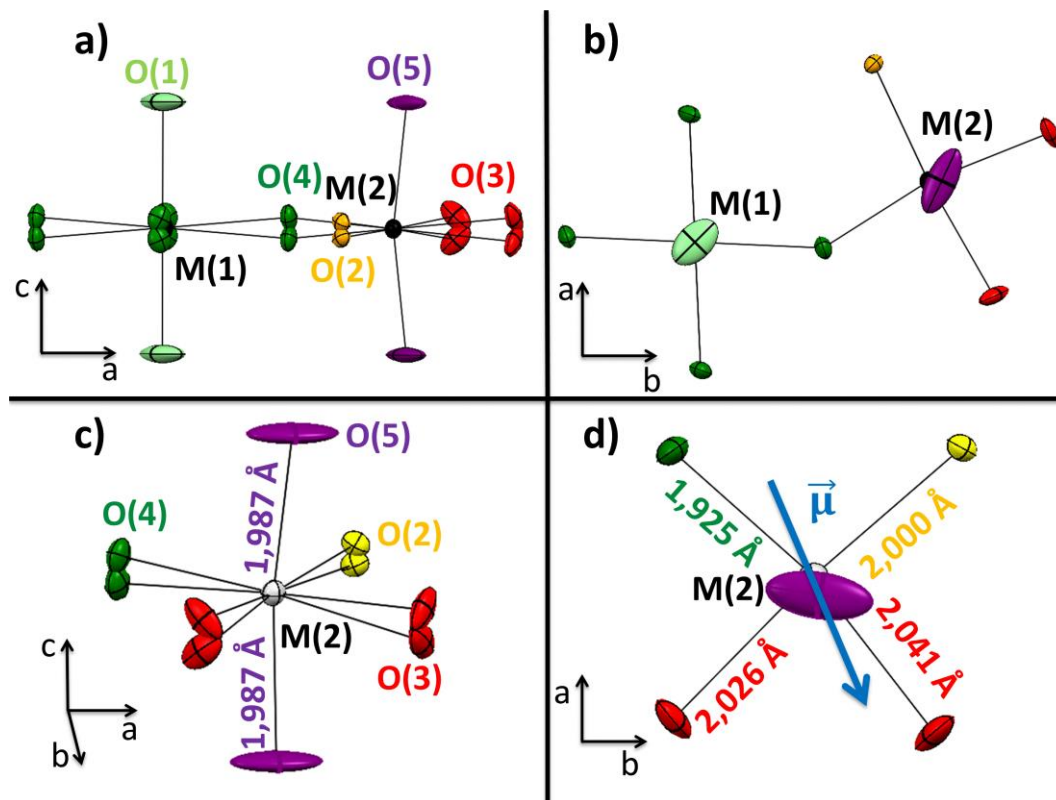 a)
O(1)
O(5)
O(4)
M(2)
O(3)
M(1)
O(2)
c
a
b)
M(2)
M(1)
a
b
c)
O(5)
1,987 Å
O(4)
O(2)
M(2)
O(3)
1,987 Å
c
a
b
d)
μ⃗
1,925 Å
2,000 Å
M(2)
2,026 Å
2,041 Å
a
b